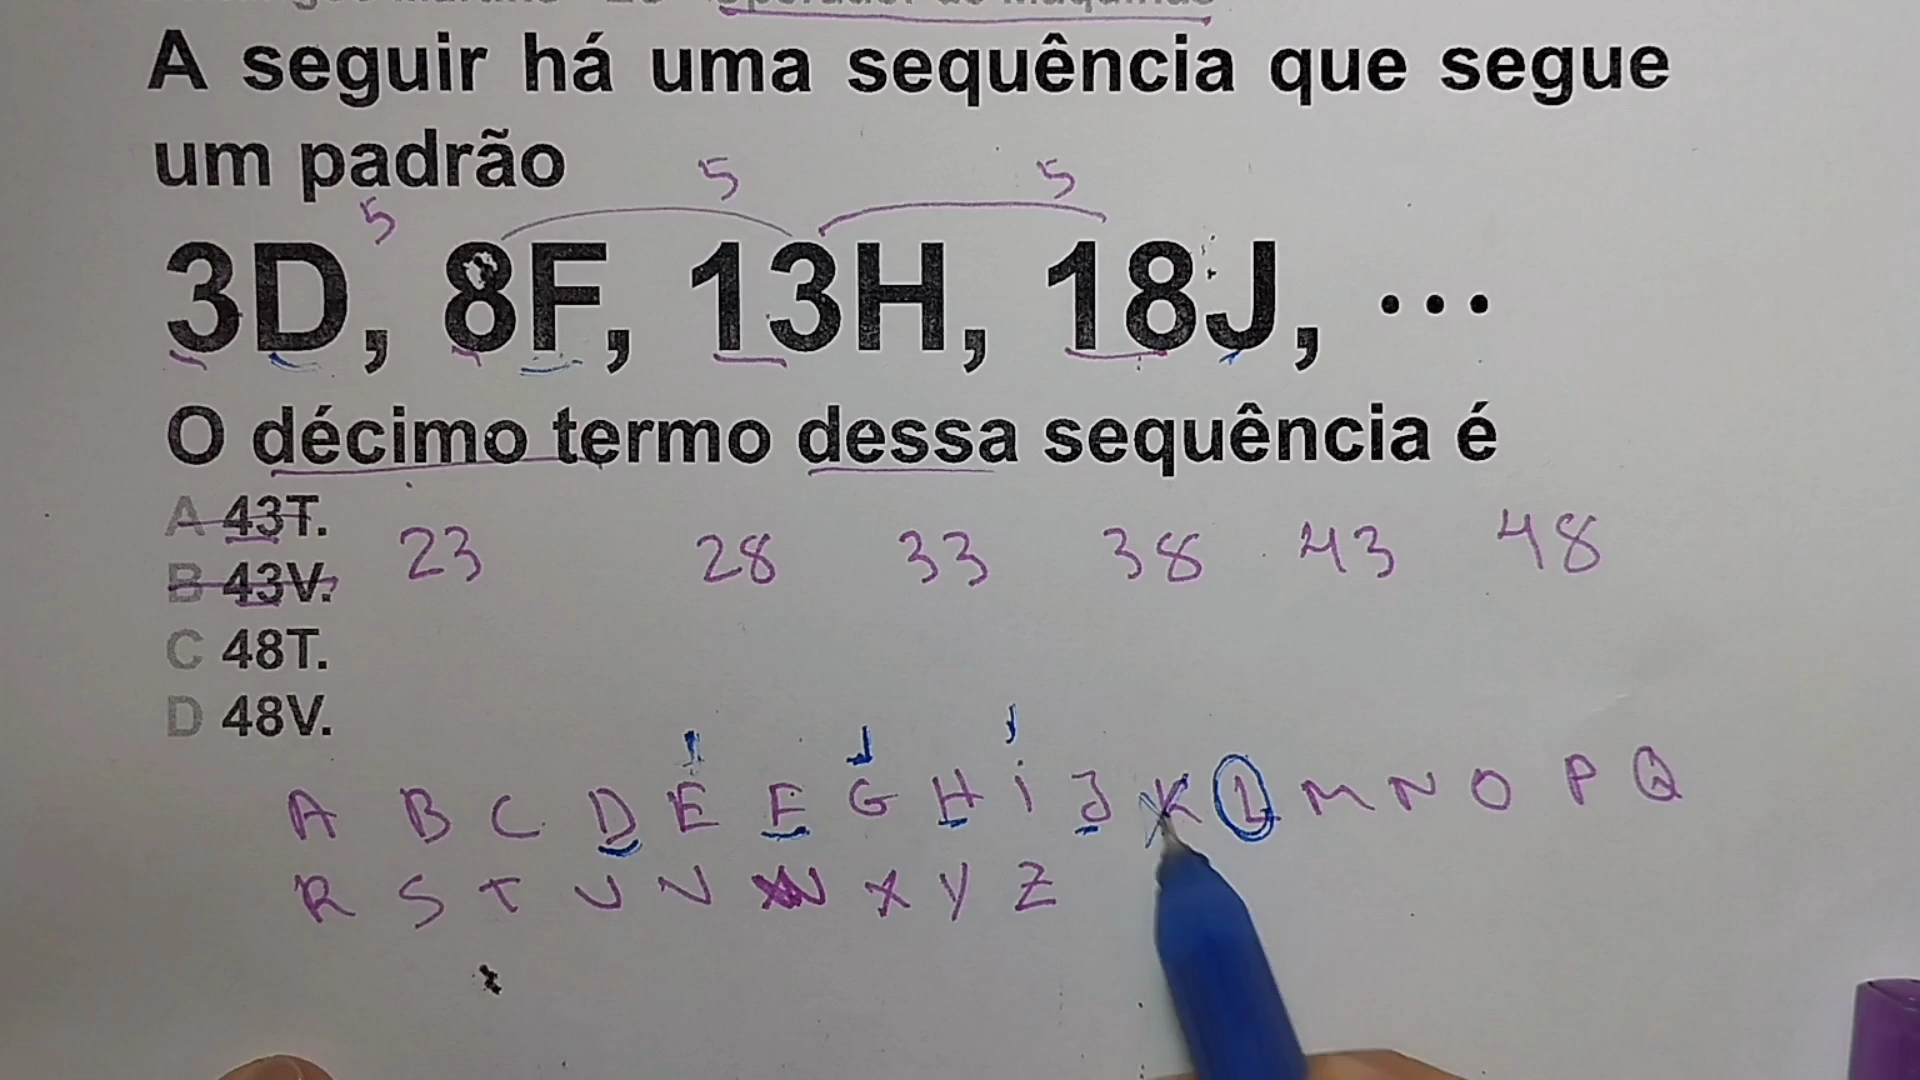 A seguir há uma sequência que segue
um padrão
5 5 5
3D, 8F, 13H, 18J, ...
O décimo termo dessa sequência é
A 43T.
B 43V.
23 28 33 38 43 48
C 48T.
D 48V.
A B C D E F G H i J K L M N O P Q
R S T U V W X Y Z